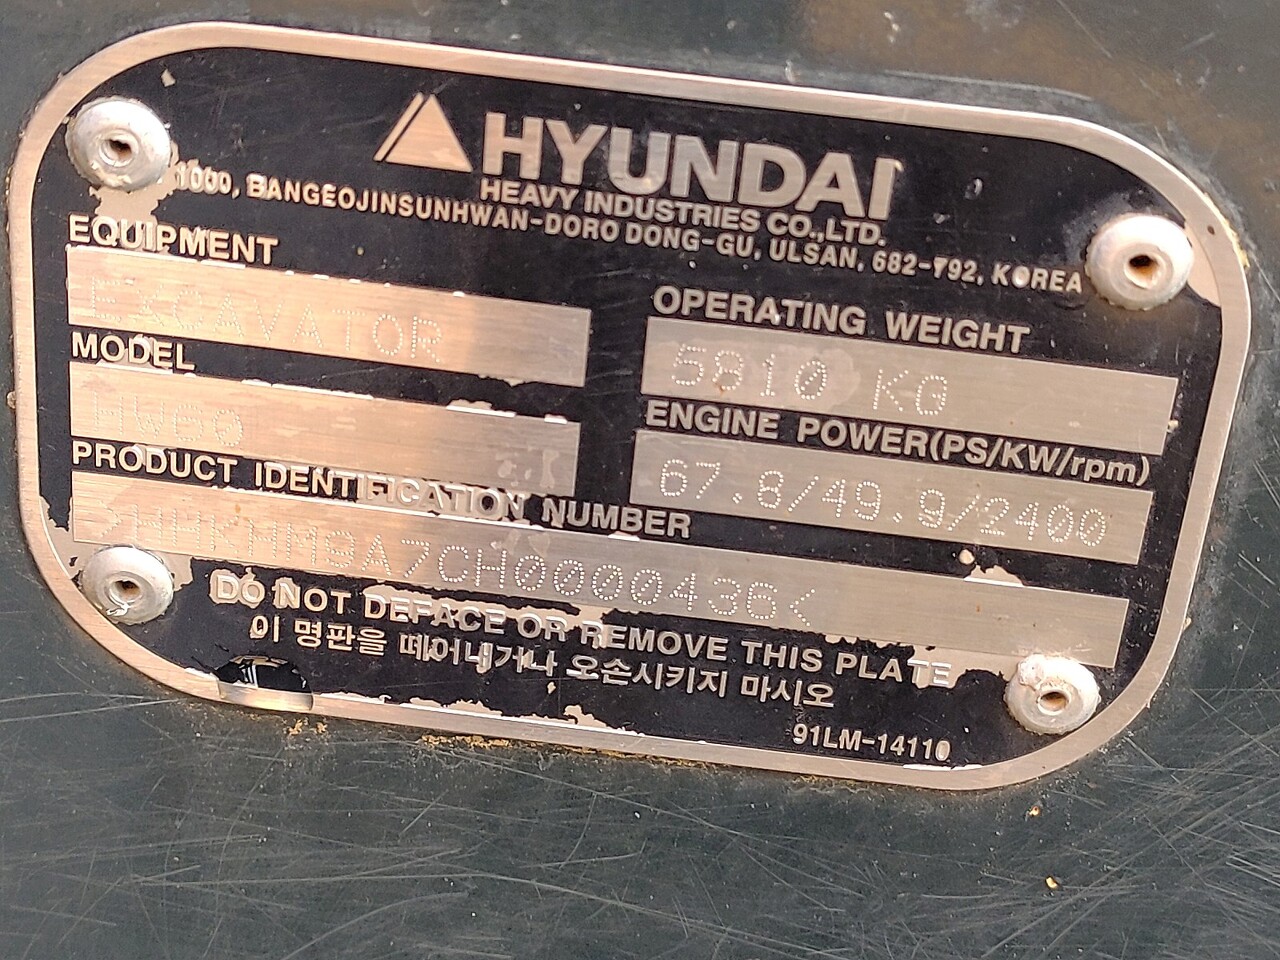 HYUNDAI
HEAVY INDUSTRIES CO.,LTD.
1000, BANGEOJINSUNHWAN-DORO DONG-GU, ULSAN, 682-792, KOREA
EQUIPMENT
EXCAVATOR
OPERATING WEIGHT
5810 KG
MODEL
HW60
ENGINE POWER(PS/KW/rpm)
67.8/49.9/2400
PRODUCT IDENTIFICATION NUMBER
>HHKHM9A7CH0000436<
DO NOT DEFACE OR REMOVE THIS PLATE
이 명판을 떼어내거나 오손시키지 마시오
91LM-14110